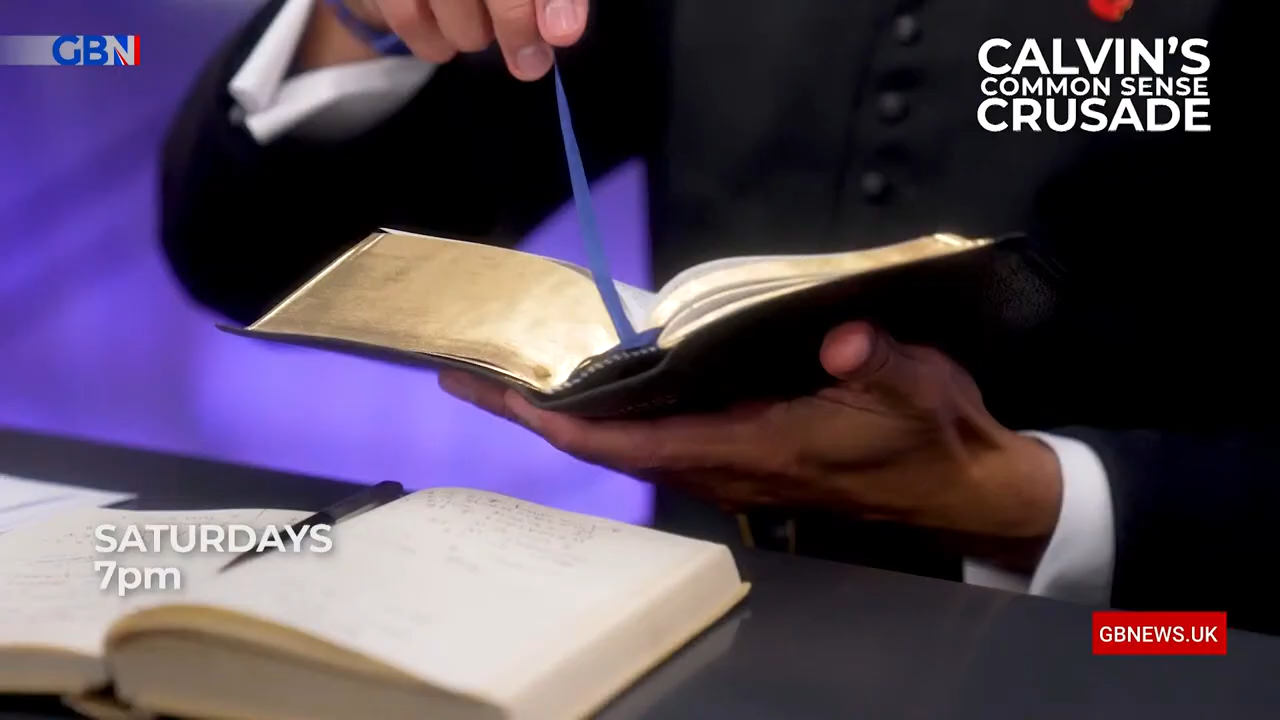 GBN
CALVIN'S
COMMON SENSE
CRUSADE
SATURDAYS
7pm
GBNEWS.UK